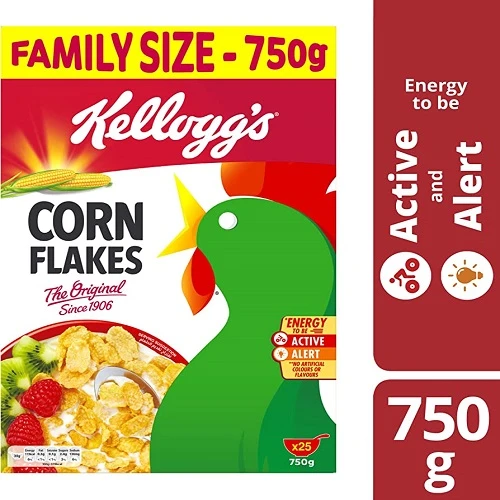 FAMILY SIZE - 750g
Kellogg's
CORN
FLAKES
The Original
Since 1906
ENERGY
TO BE
ACTIVE
ALERT
*NO ARTIFICIAL
COLOURS OR
FLAVOURS
x25
750g
Energy
to be
Active
and
Alert
750
g